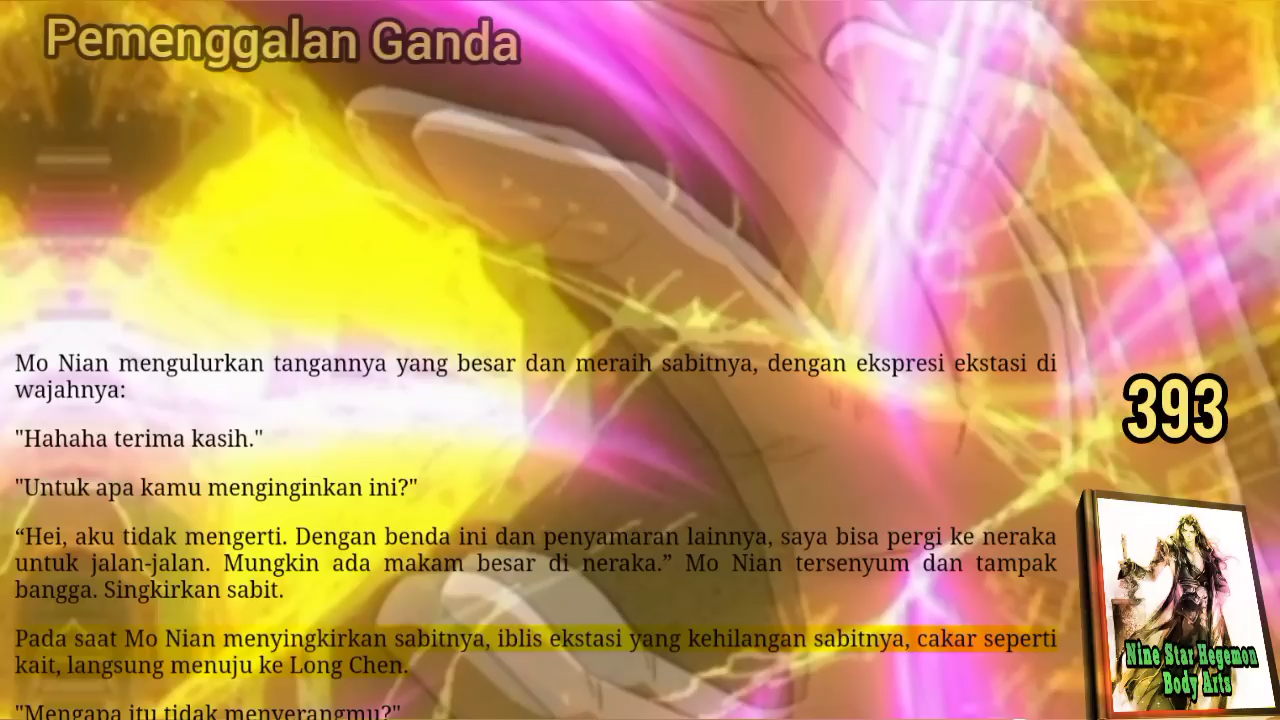 Pemenggalan Ganda
Mo Nian mengulurkan tangannya yang besar dan meraih sabitnya, dengan ekspresi ekstasi di
wajahnya:
"Hahaha terima kasih."
"Untuk apa kamu menginginkan ini?"
“Hei, aku tidak mengerti. Dengan benda ini dan penyamaran lainnya, saya bisa pergi ke neraka
untuk jalan-jalan. Mungkin ada makam besar di neraka.” Mo Nian tersenyum dan tampak
bangga. Singkirkan sabit.
Pada saat Mo Nian menyingkirkan sabitnya, iblis ekstasi yang kehilangan sabitnya, cakar seperti
kait, langsung menuju ke Long Chen.
"Mengapa itu tidak menyerangmu?"
393
Nine Star Hegemon
Body Arts